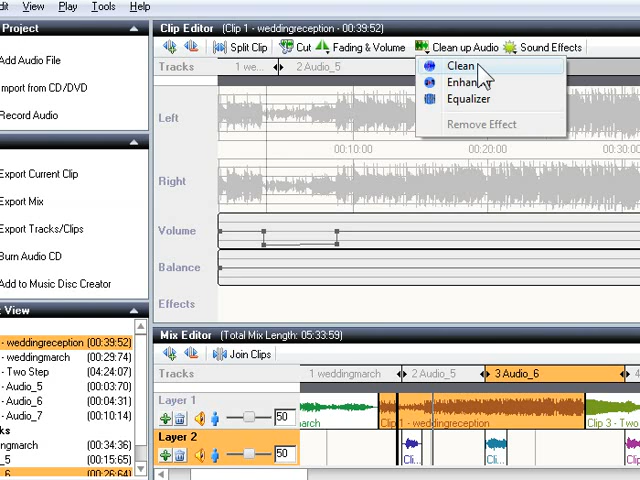 dit View Play Tools Help
Project
Add Audio File
mport from CD/DVD
Record Audio
Export Current Clip
Export Mix
Export Tracks/Clips
Burn Audio CD
Add to Music Disc Creator
t View
- weddingreception (00:39:52)
- weddingmarch (00:29:74)
- Two Step (04:24:07)
- Audio_5 (00:03:70)
- Audio_6 (00:04:31)
- Audio_7 (00:10:14)
ks
ngmarch (00:34:36)
_5 (00:15:65)
_6 (00:26:64)
Clip Editor (Clip 1 - weddingreception - 00:39:52)
Split Clip Cut Fading & Volume Clean up Audio Sound Effects
Tracks 1 we... 2 Audio_5
Clean
Enhan
Equalizer
Remove Effect
Left
00:10:00 00:20:00 00:30:0
Right
Volume
Balance
Effects
Mix Editor (Total Mix Length: 05:33:59)
Join Clips
Tracks 1 weddingmarch 2 Audio_5 3 Audio_6 4
Layer 1
50
arch Clip 1 - weddingreception Clip 3 - Two
Layer 2
50
Cli... Cli... Cli